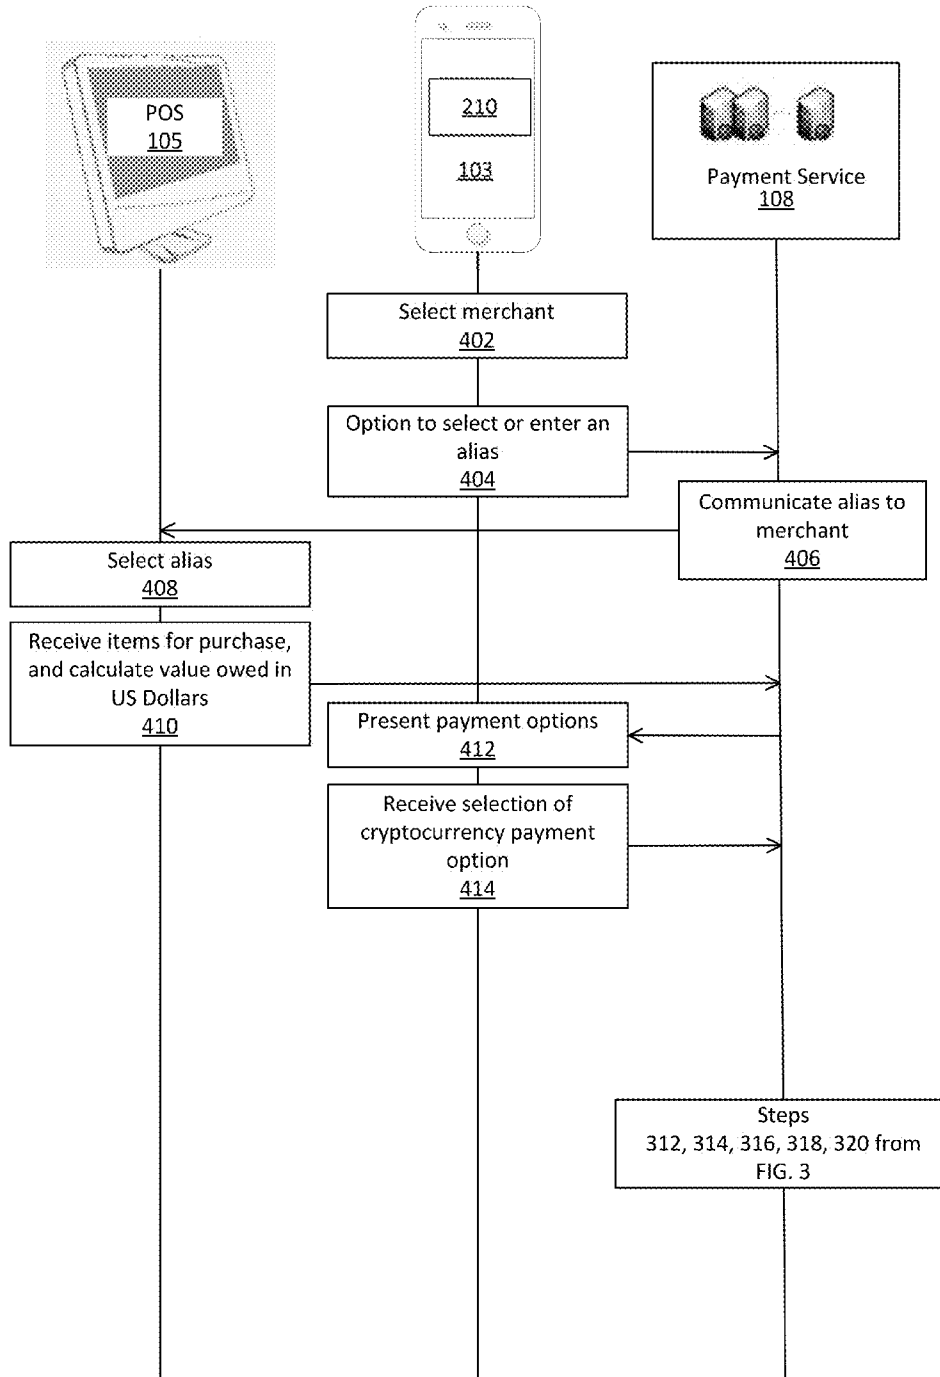 POS
105
210
103
Payment Service
108
Select merchant
402
Option to select or enter an
alias
404
Communicate alias to
merchant
406
Select alias
408
Receive items for purchase,
and calculate value owed in
US Dollars
410
Present payment options
412
Receive selection of
cryptocurrency payment
option
414
Steps
312, 314, 316, 318, 320 from
FIG. 3